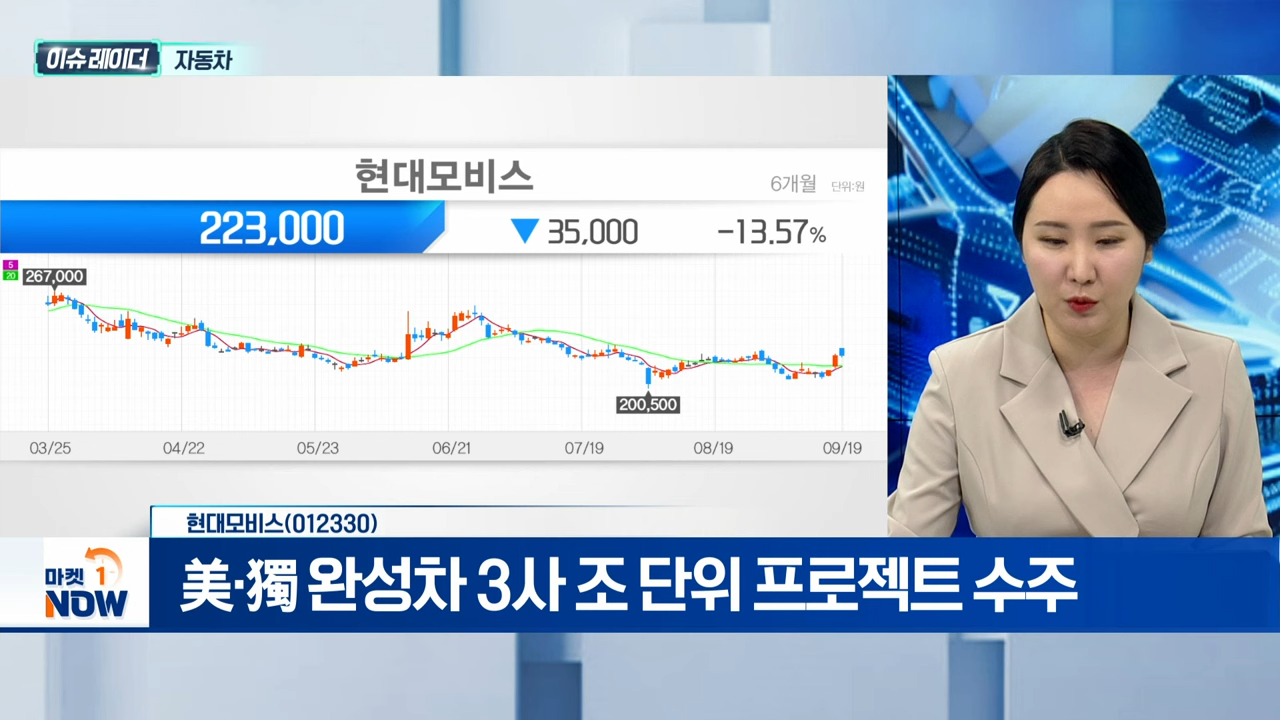 이슈 레이더 자동차
현대모비스
6개월 단위:원
223,000 ▼ 35,000 -13.57%
5
20
267,000
200,500
03/25 04/22 05/23 06/21 07/19 08/19 09/19
현대모비스(012330)
마켓 1
NOW
美·獨 완성차 3사 조 단위 프로젝트 수주